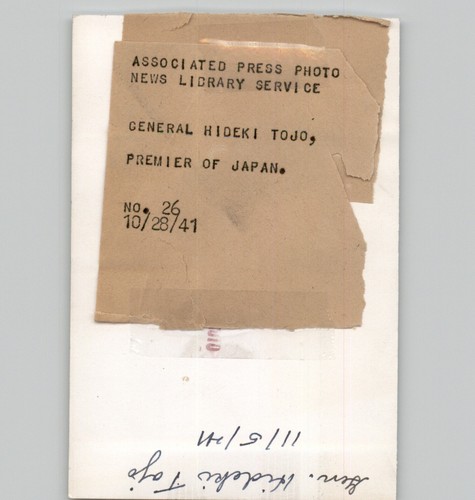 ASSOCIATED PRESS PHOTO
NEWS LIBRARY SERVICE
GENERAL HIDEKI TOJO,
PREMIER OF JAPAN.
NO. 26
10/28/41
Gen. Hideki Tojo
11/5/41